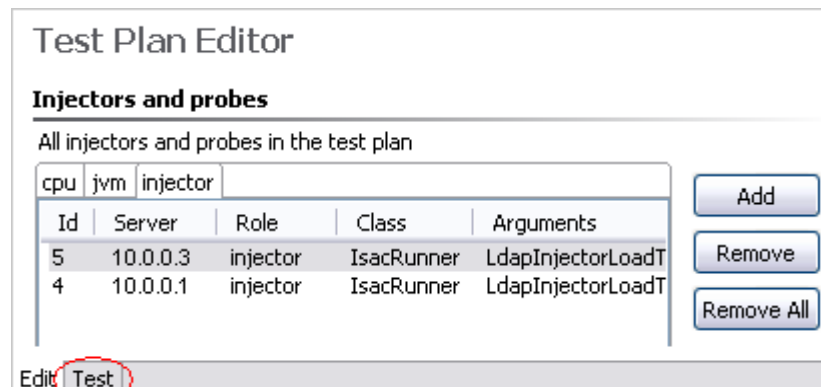 Test Plan Editor
Injectors and probes
All injectors and probes in the test plan
cpu jvm injector
Add
Id Server Role Class Arguments
5 10.0.0.3 injector IsacRunner LdapInjectorLoadT
Remove
4 10.0.0.1 injector IsacRunner LdapInjectorLoadT
Remove All
Edit Test